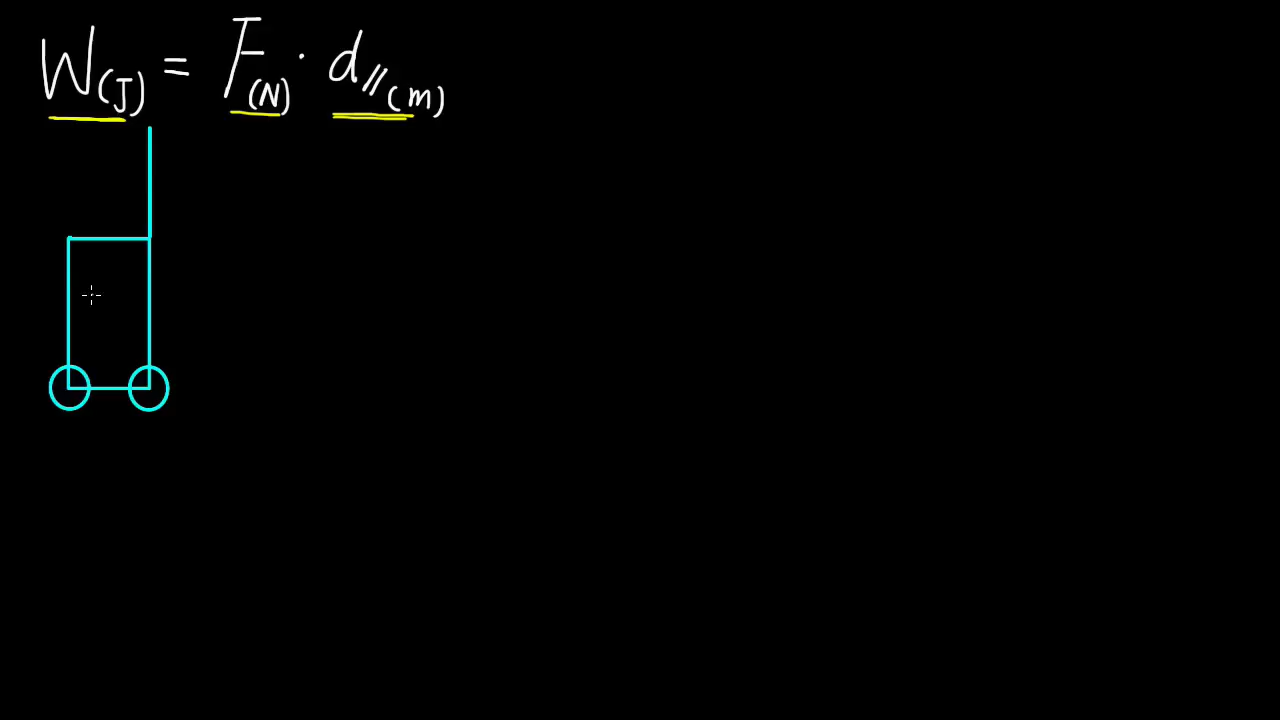 W(J) = F(N) · d//(m)